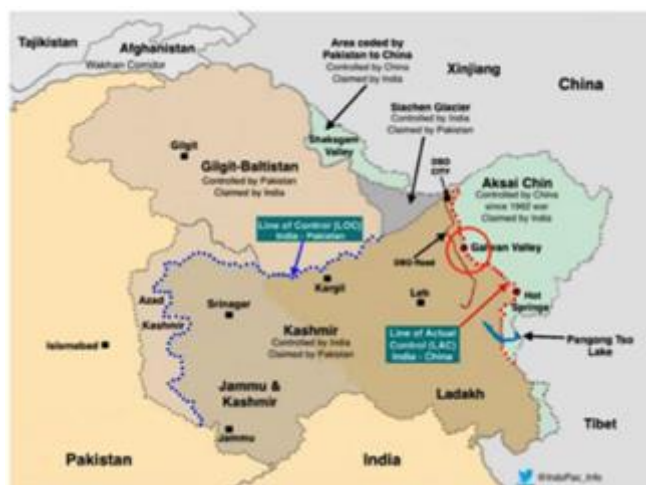 Tajikistan
Afghanistan
Wakhan Corridor
Area ceded by
Pakistan to China
Controlled by China
Claimed by India
Xinjiang
China
Siachen Glacier
Controlled by India
Claimed by Pakistan
Shaksgam
Valley
Gilgit
Gilgit-Baltistan
Controlled by Pakistan
Claimed by India
DBO
CITY
Aksai Chin
Controlled by China
since 1962 war
Claimed by India
Line of Control (LOC)
India - Pakistan
Galwan Valley
DBO Road
Kargil
Leh
Hot
Springs
Azad
Kashmir
Srinagar
Islamabad
Kashmir
Controlled by India
Claimed by Pakistan
Line of Actual
Control (LAC)
India - China
Pangong Tso
Lake
Jammu &
Kashmir
Ladakh
Jammu
Tibet
Pakistan
India
@IndoPac_Info